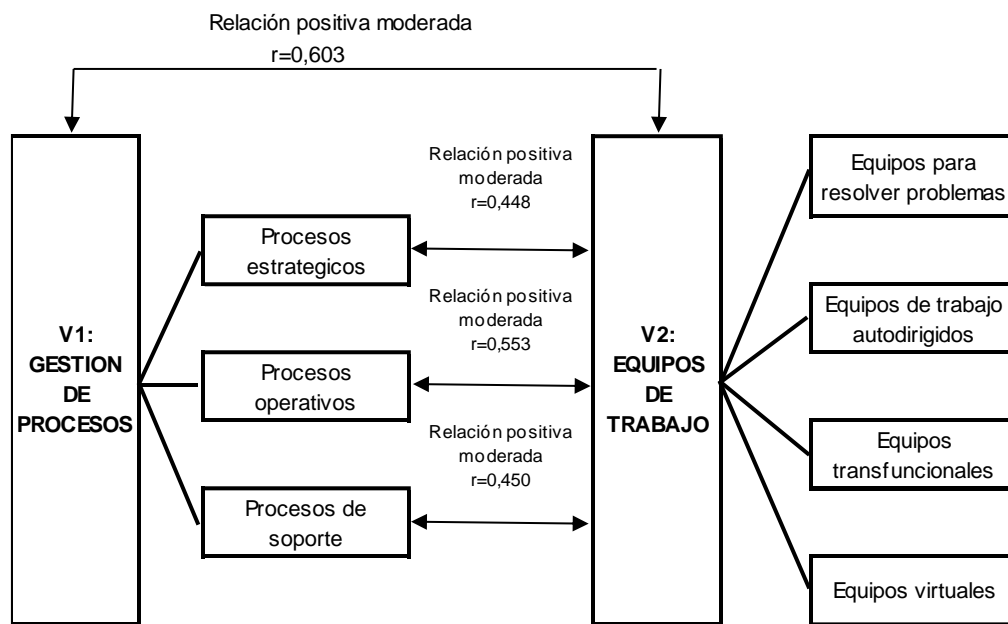 Relación positiva moderada
r=0,603
V1:
GESTION
DE
PROCESOS
Procesos
estrategicos
Procesos
operativos
Procesos de
soporte
Relación positiva
moderada
r=0,448
Relación positiva
moderada
r=0,553
Relación positiva
moderada
r=0,450
V2:
EQUIPOS
DE
TRABAJO
Equipos para
resolver problemas
Equipos de trabajo
autodirigidos
Equipos
transfuncionales
Equipos virtuales